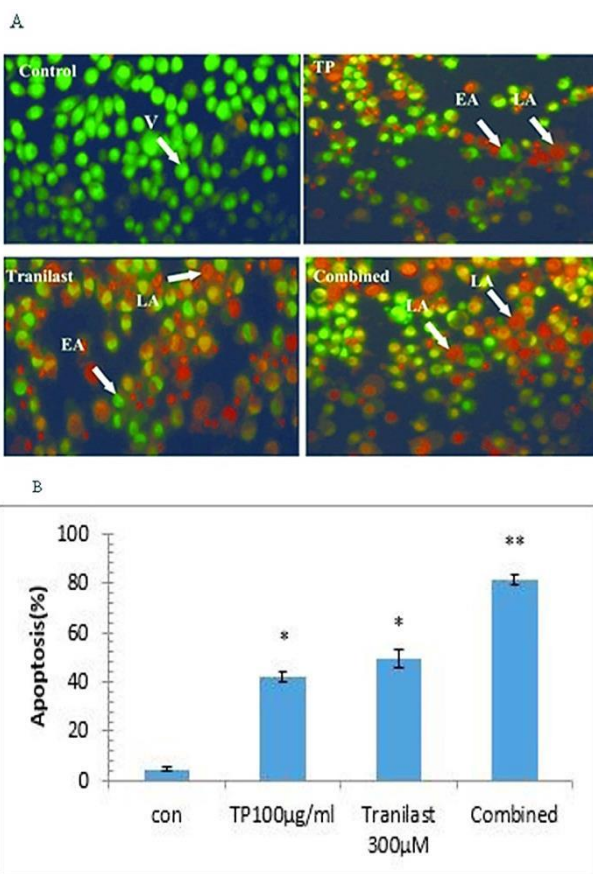 A
Control
V
TP
EA
LA
Tranilast
LA
EA
Combined
LA
LA
B
Apoptosis(%)
100
80
60
40
20
0
*
*
**
con
TP100µg/ml
Tranilast
300µM
Combined